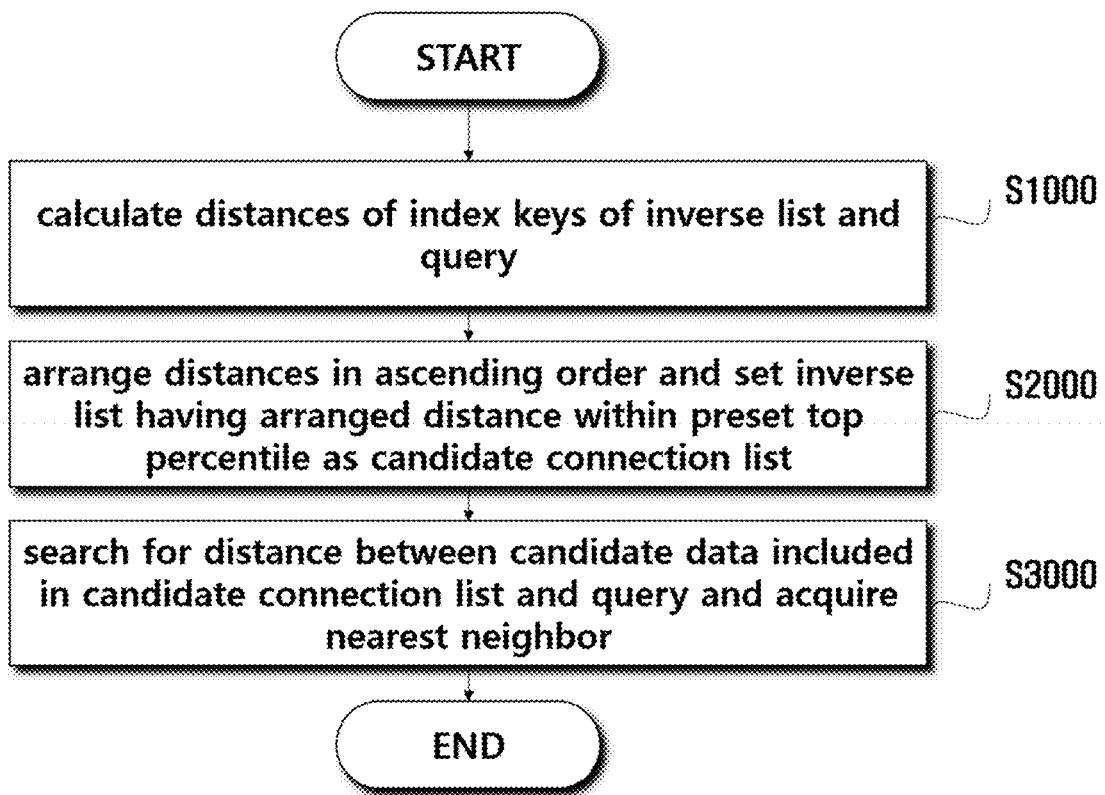 START
calculate distances of index keys of inverse list and
query
S1000
arrange distances in ascending order and set inverse
list having arranged distance within preset top
percentile as candidate connection list
S2000
search for distance between candidate data included
in candidate connection list and query and acquire
nearest neighbor
S3000
END